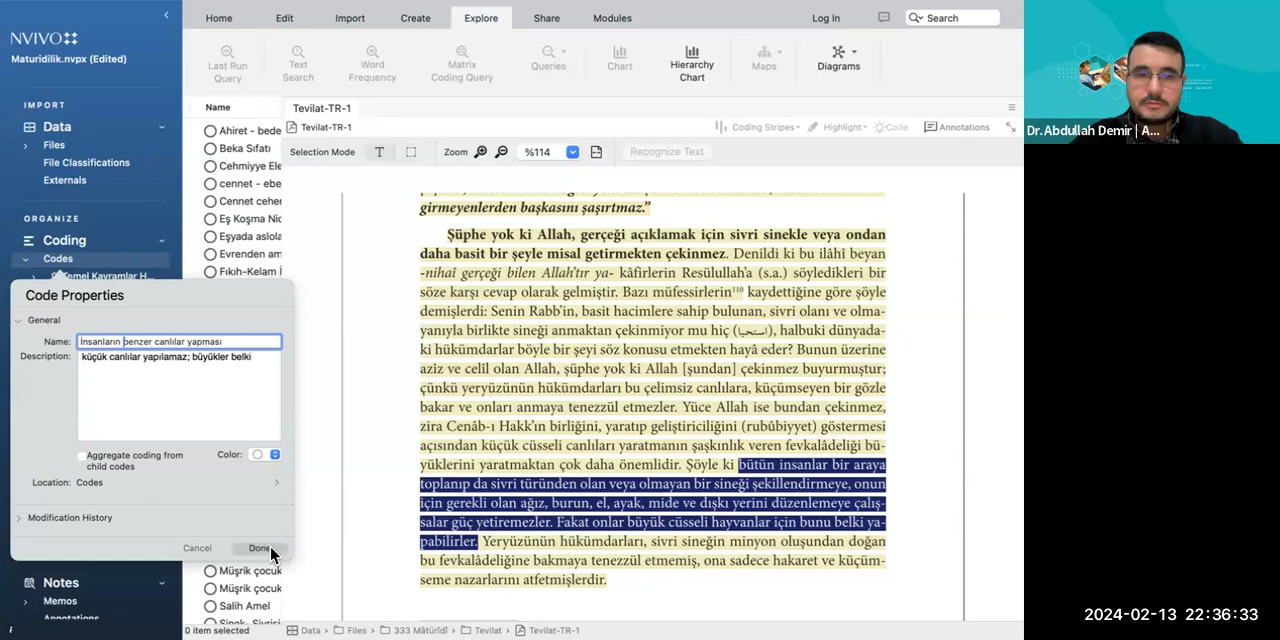 Home Edit Import Create Explore Share Modules Log In Search
NVIVO
Maturidilik.nvpx (Edited)
Last Run Query
Text Search
Word Frequency
Matrix Coding Query
Queries
Chart
Hierarchy Chart
Maps
Diagrams
IMPORT
Data
Files
File Classifications
Externals
ORGANIZE
Coding
Codes
Temel Kavramlar H...
Name
Ahiret - bede
Beka Sıfatı
Cehmiyye Ele
cennet - ebe
Cennet cehen
Eş Koşma Nic
Eşyada aslola
Evrenden am
Fıkıh-Kelam İ
Müşrik çocuk
Müşrik çocuk
Salih Amel
Sinek- Sivrisi
Code Properties
General
Name: İnsanların benzer canlılar yapması
Description: küçük canlılar yapılamaz; büyükler belki
Aggregate coding from child codes
Color:
Location: Codes
Modification History
Cancel Done
Notes
Memos
Annotations
0 item selected
Tevilat-TR-1
Tevilat-TR-1
Coding Stripes Highlight Code Annotations
Selection Mode T Zoom %114 Recognize Text
girmeyenlerden başkasını şaşırtmaz.”
Şüphe yok ki Allah, gerçeği açıklamak için sivri sinekle veya ondan
daha basit bir şeyle misal getirmekten çekinmez. Denildi ki bu ilâhî beyan
-nihaî gerçeği bilen Allah’tır ya- kâfirlerin Resûlullah’a (s.a.) söyledikleri bir
söze karşı cevap olarak gelmiştir. Bazı müfessirlerin110 kaydettiğine göre şöyle
demişlerdi: Senin Rabb’in, basit hacimlere sahip bulunan, sivri olanı ve olma-
yanıyla birlikte sineği anmaktan çekinmiyor mu hiç (استحيا), halbuki dünyada-
ki hükümdarlar böyle bir şeyi söz konusu etmekten hayâ eder? Bunun üzerine
azîz ve celîl olan Allah, şüphe yok ki Allah [şundan] çekinmez buyurmuştur;
çünkü yeryüzünün hükümdarları bu çelimsiz canlılara, küçümseyen bir gözle
bakar ve onları anmaya tenezzül etmezler. Yüce Allah ise bundan çekinmez,
zira Cenâb-ı Hakk’ın birliğini, yaratıp geliştiriciliğini (rubûbiyyet) göstermesi
açısından küçük cüsseli canlıları yaratmanın şaşkınlık veren fevkalâdeliği bü-
yüklerini yaratmaktan çok daha önemlidir. Şöyle ki bütün insanlar bir araya
toplanıp da sivri türünden olan veya olmayan bir sineği şekillendirmeye, onun
için gerekli olan ağız, burun, el, ayak, mide ve dışkı yerini düzenlemeye çalış-
salar güç yetiremezler. Fakat onlar büyük cüsseli hayvanlar için bunu belki ya-
pabilirler. Yeryüzünün hükümdarları, sivri sineğin minyon oluşundan doğan
bu fevkalâdeliğine bakmaya tenezzül etmemiş, ona sadece hakaret ve küçüm-
seme nazarlarını atfetmişlerdir.
Data Files 333 Mâtürîdî Tevilat Tevilat-TR-1
Dr.Abdullah Demir | A...
2024-02-13 22:36:33